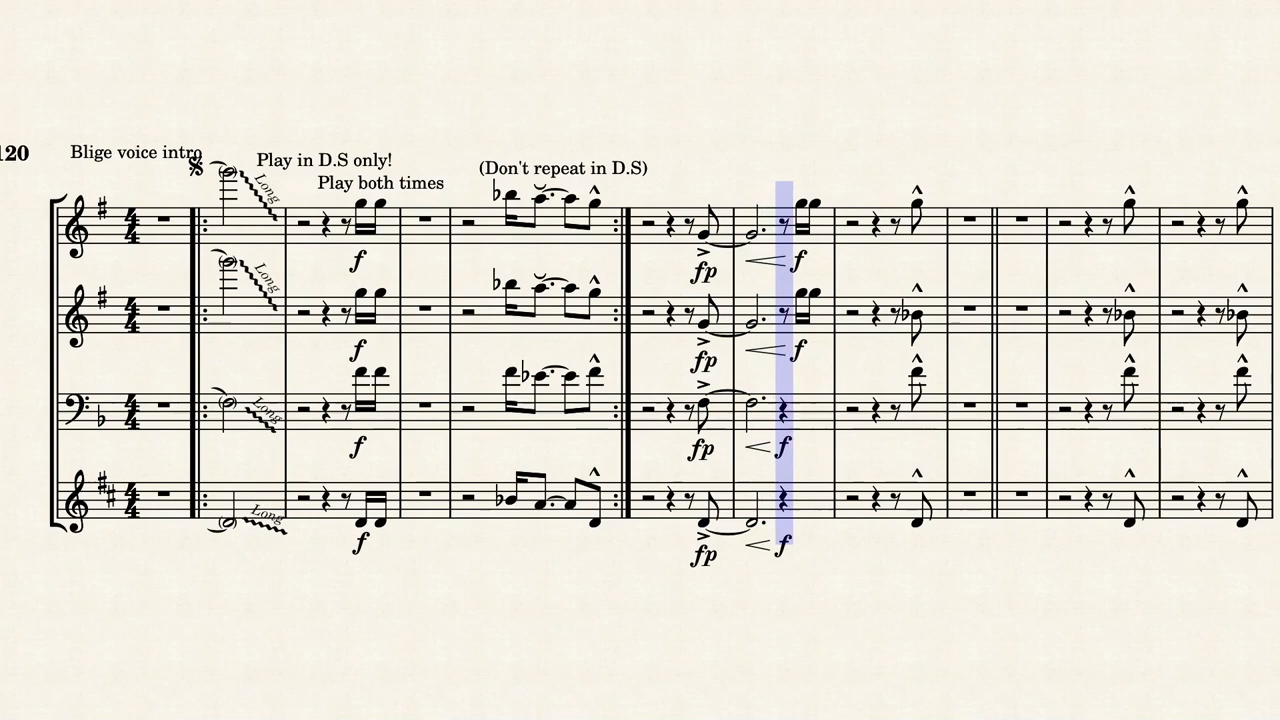 120
Blige voice intro
Play in D.S only!
Play both times
(Don't repeat in D.S)
Long
f
fp
f
Long
f
fp
f
Long
f
fp
f
Long
f
fp
f